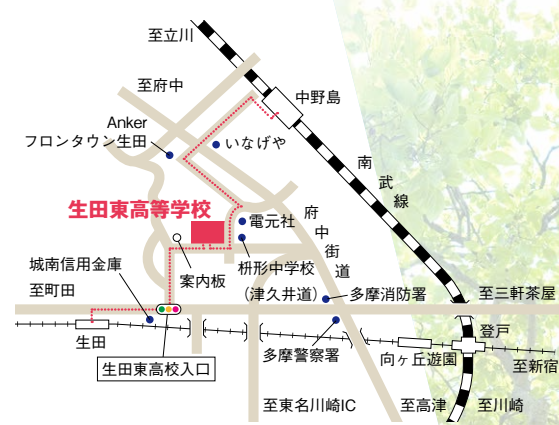 至立川
至府中
中野島
Anker
フロンタウン生田
いなげや
南武線
生田東高等学校
電元社
府中街道
案内板
枡形中学校
城南信用金庫
（津久井道）
多摩消防署
至町田
至三軒茶屋
登戸
生田
多摩警察署
向ヶ丘遊園
至新宿
生田東高校入口
至東名川崎IC
至高津
至川崎